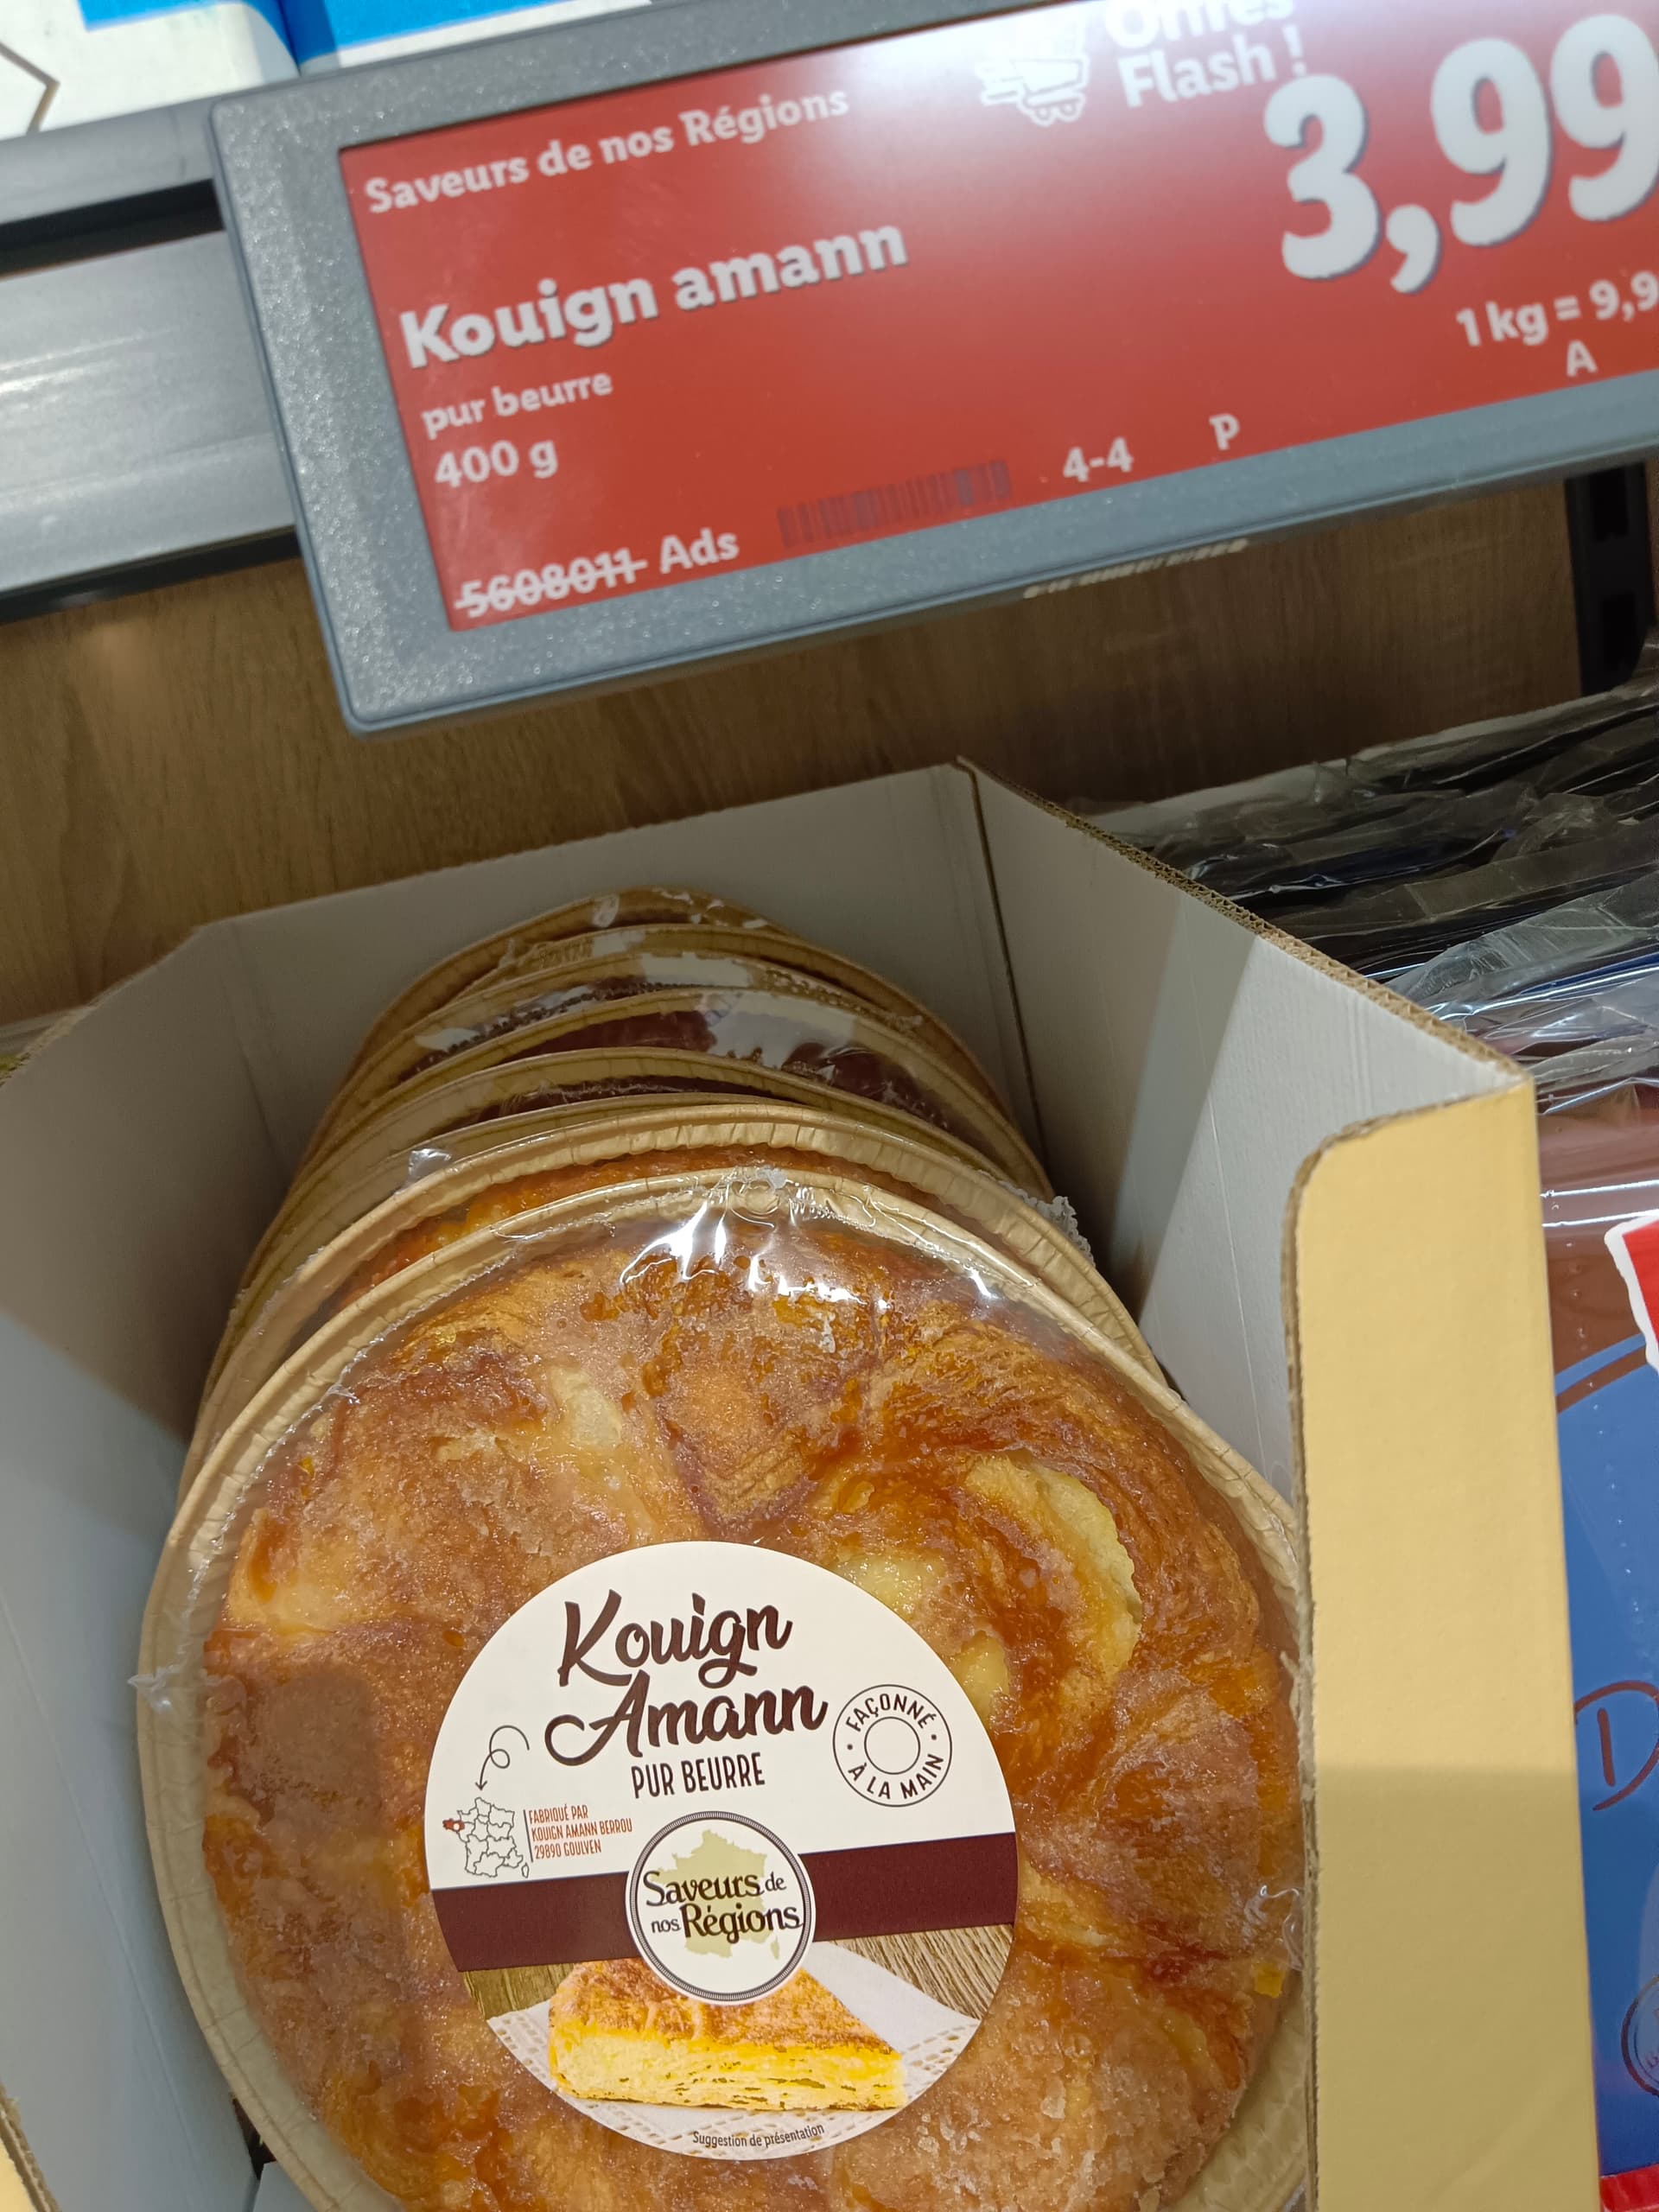 Offres
Flash !
Saveurs de nos Régions
3,99
Kouign amann
1 kg = 9,9
A
pur beurre
400 g
4-4 P
5608011 Ads
Kouign
Amann
PUR BEURRE
FAÇONNÉ
À LA MAIN
FABRIQUÉ PAR
KOUIGN AMANN BERROU
29890 GOULVEN
Saveurs de
nos Régions
Suggestion de présentation
D